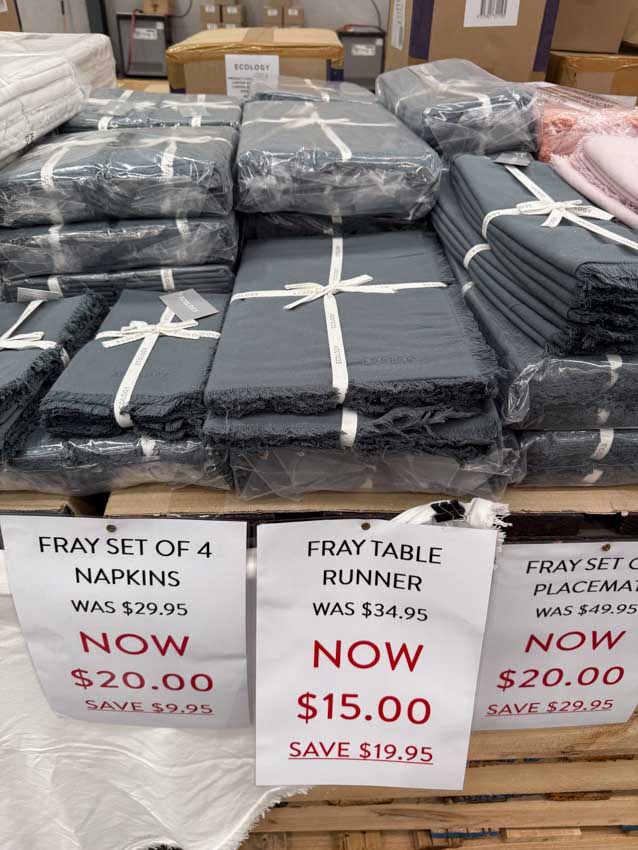 ECOLOGY
ECOLOGY
ECOLOGY
FRAY SET OF 4
NAPKINS
WAS $29.95
NOW
$20.00
SAVE $9.95
FRAY TABLE
RUNNER
WAS $34.95
NOW
$15.00
SAVE $19.95
FRAY SET
PLACEMAT
WAS $49.95
NOW
$20.00
SAVE $29.95